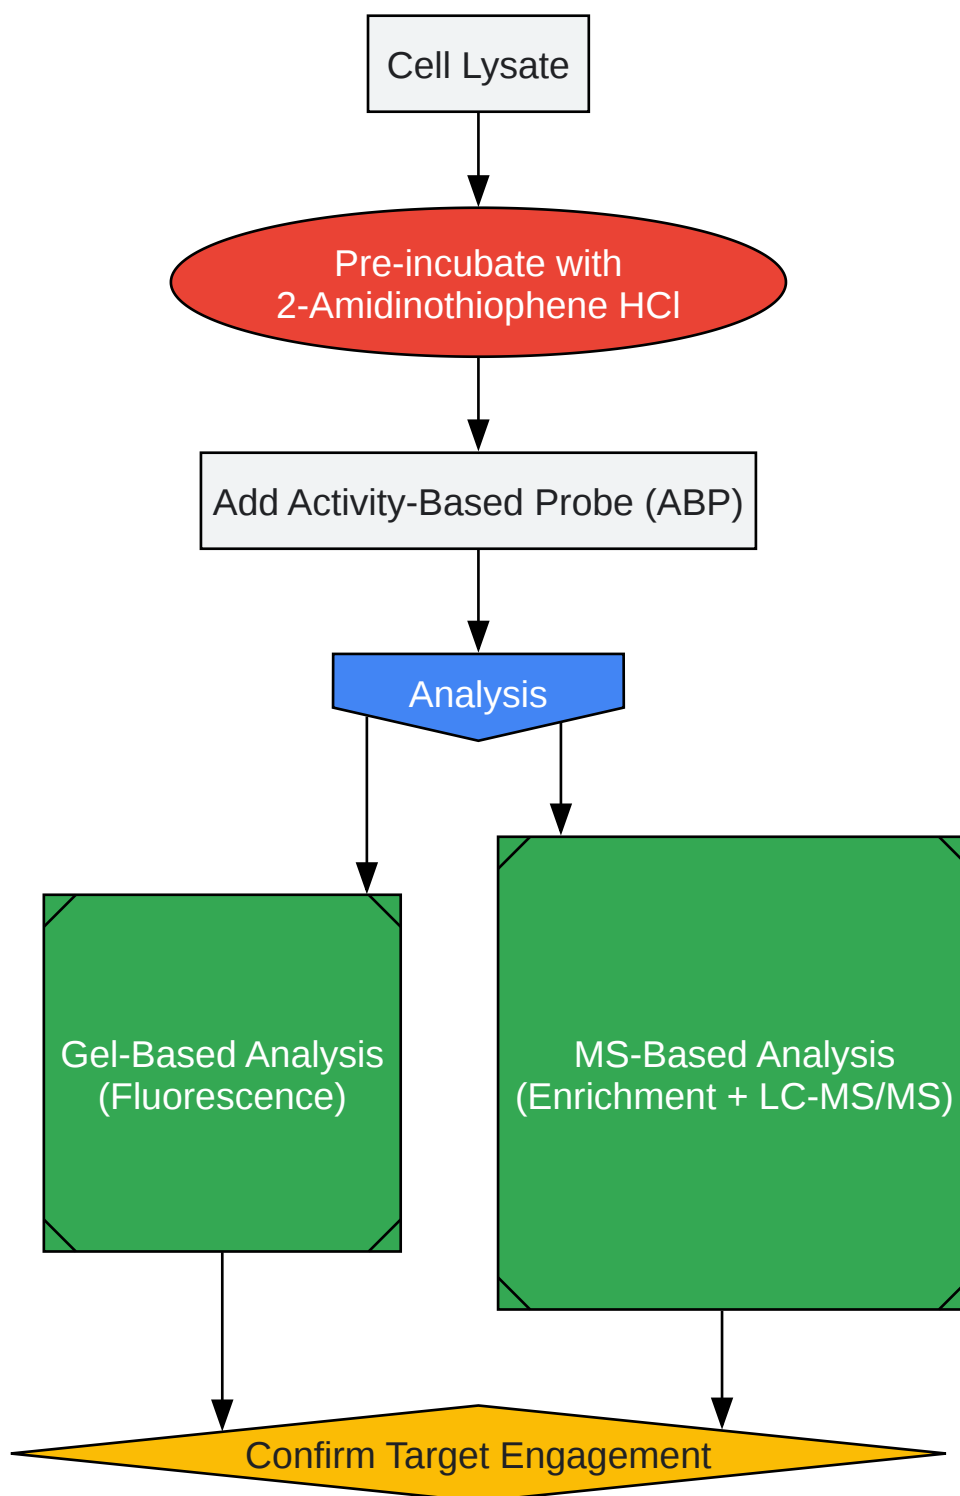 Cell Lysate
Pre-incubate with
2-Amidinothiophene HCl
Add Activity-Based Probe (ABP)
Analysis
Gel-Based Analysis
(Fluorescence)
MS-Based Analysis
(Enrichment + LC-MS/MS)
Confirm Target Engagement